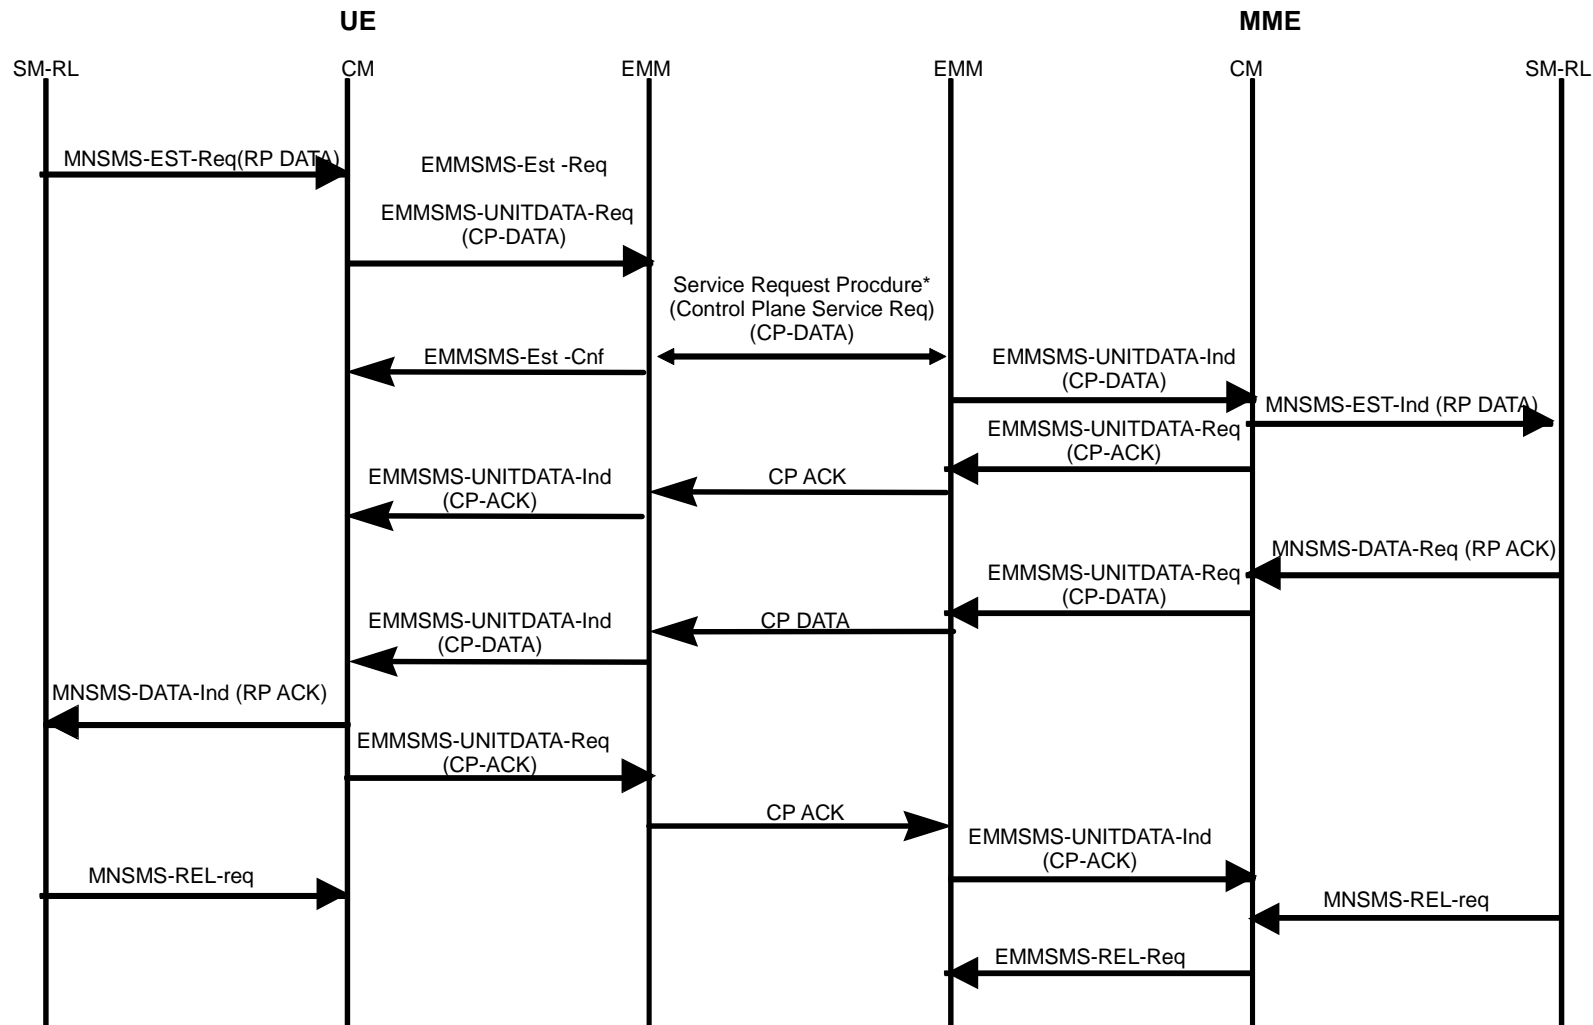 UE
MME
SM-RL
CM
EMM
EMM
CM
SM-RL
MNSMS-EST-Req(RP DATA)
EMMSMS-Est -Req
EMMSMS-UNITDATA-Req
(CP-DATA)
Service Request Procdure*
(Control Plane Service Req)
(CP-DATA)
EMMSMS-Est -Cnf
EMMSMS-UNITDATA-Ind
(CP-DATA)
MNSMS-EST-Ind (RP DATA)
EMMSMS-UNITDATA-Req
(CP-ACK)
CP ACK
EMMSMS-UNITDATA-Ind
(CP-ACK)
MNSMS-DATA-Req (RP ACK)
EMMSMS-UNITDATA-Req
(CP-DATA)
CP DATA
EMMSMS-UNITDATA-Ind
(CP-DATA)
MNSMS-DATA-Ind (RP ACK)
EMMSMS-UNITDATA-Req
(CP-ACK)
CP ACK
EMMSMS-UNITDATA-Ind
(CP-ACK)
MNSMS-REL-req
MNSMS-REL-req
EMMSMS-REL-Req